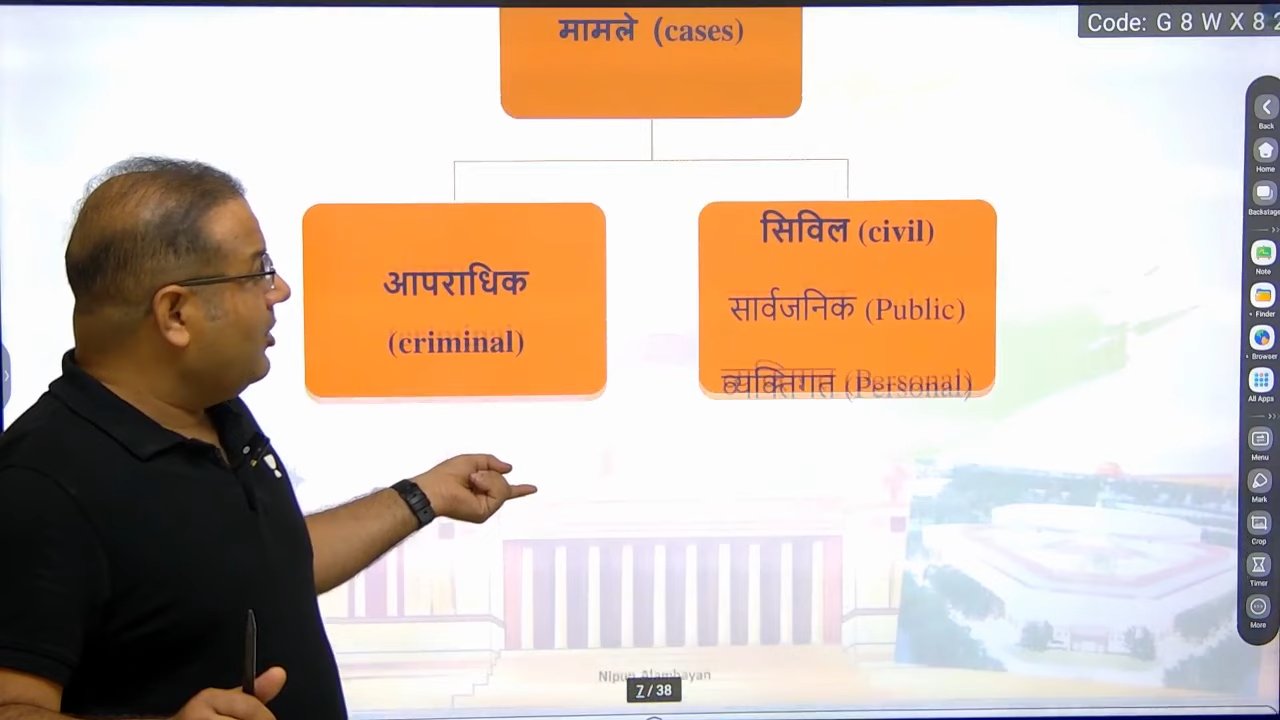 Code: G 8 W X 8 2
मामले (cases)
आपराधिक
(criminal)
सिविल (civil)
सार्वजनिक (Public)
व्यक्तिगत (Personal)
Back
Home
Backstage
Note
Finder
Browser
All Apps
Menu
Mark
Crop
Timer
More
Nipun Alambayan
7 / 38